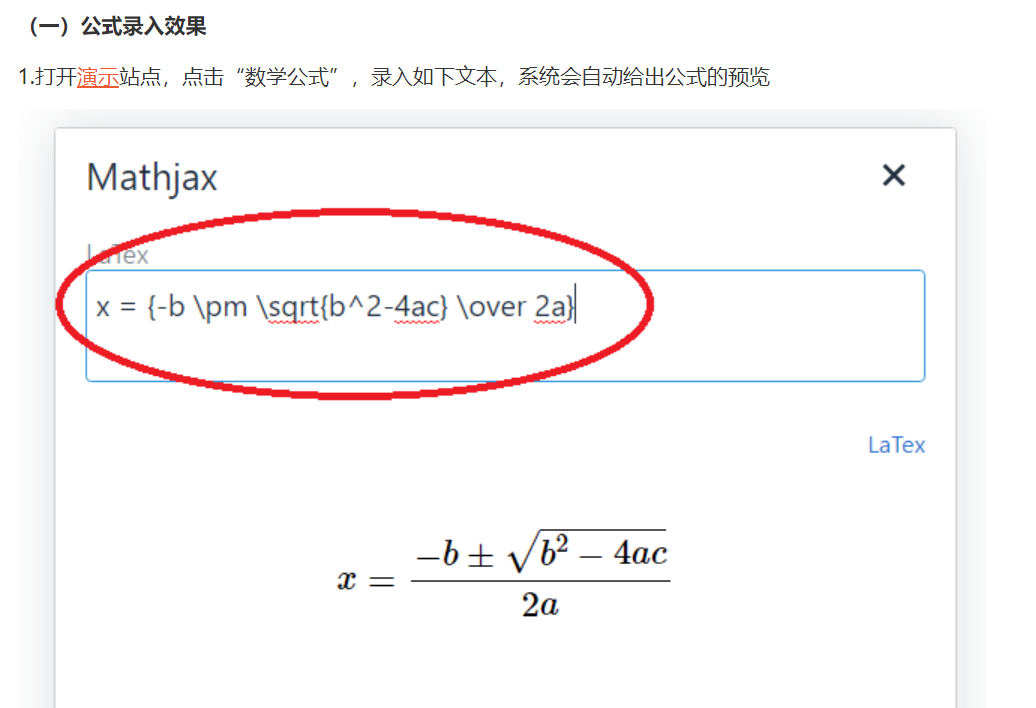 （一）公式录入效果
1.打开演示站点，点击“数学公式”，录入如下文本，系统会自动给出公式的预览
Mathjax ✕
LaTex
x = {-b \pm \sqrt{b^2-4ac} \over 2a}
LaTex
x = \frac{-b ± \sqrt{b^2 − 4ac}}{2a}